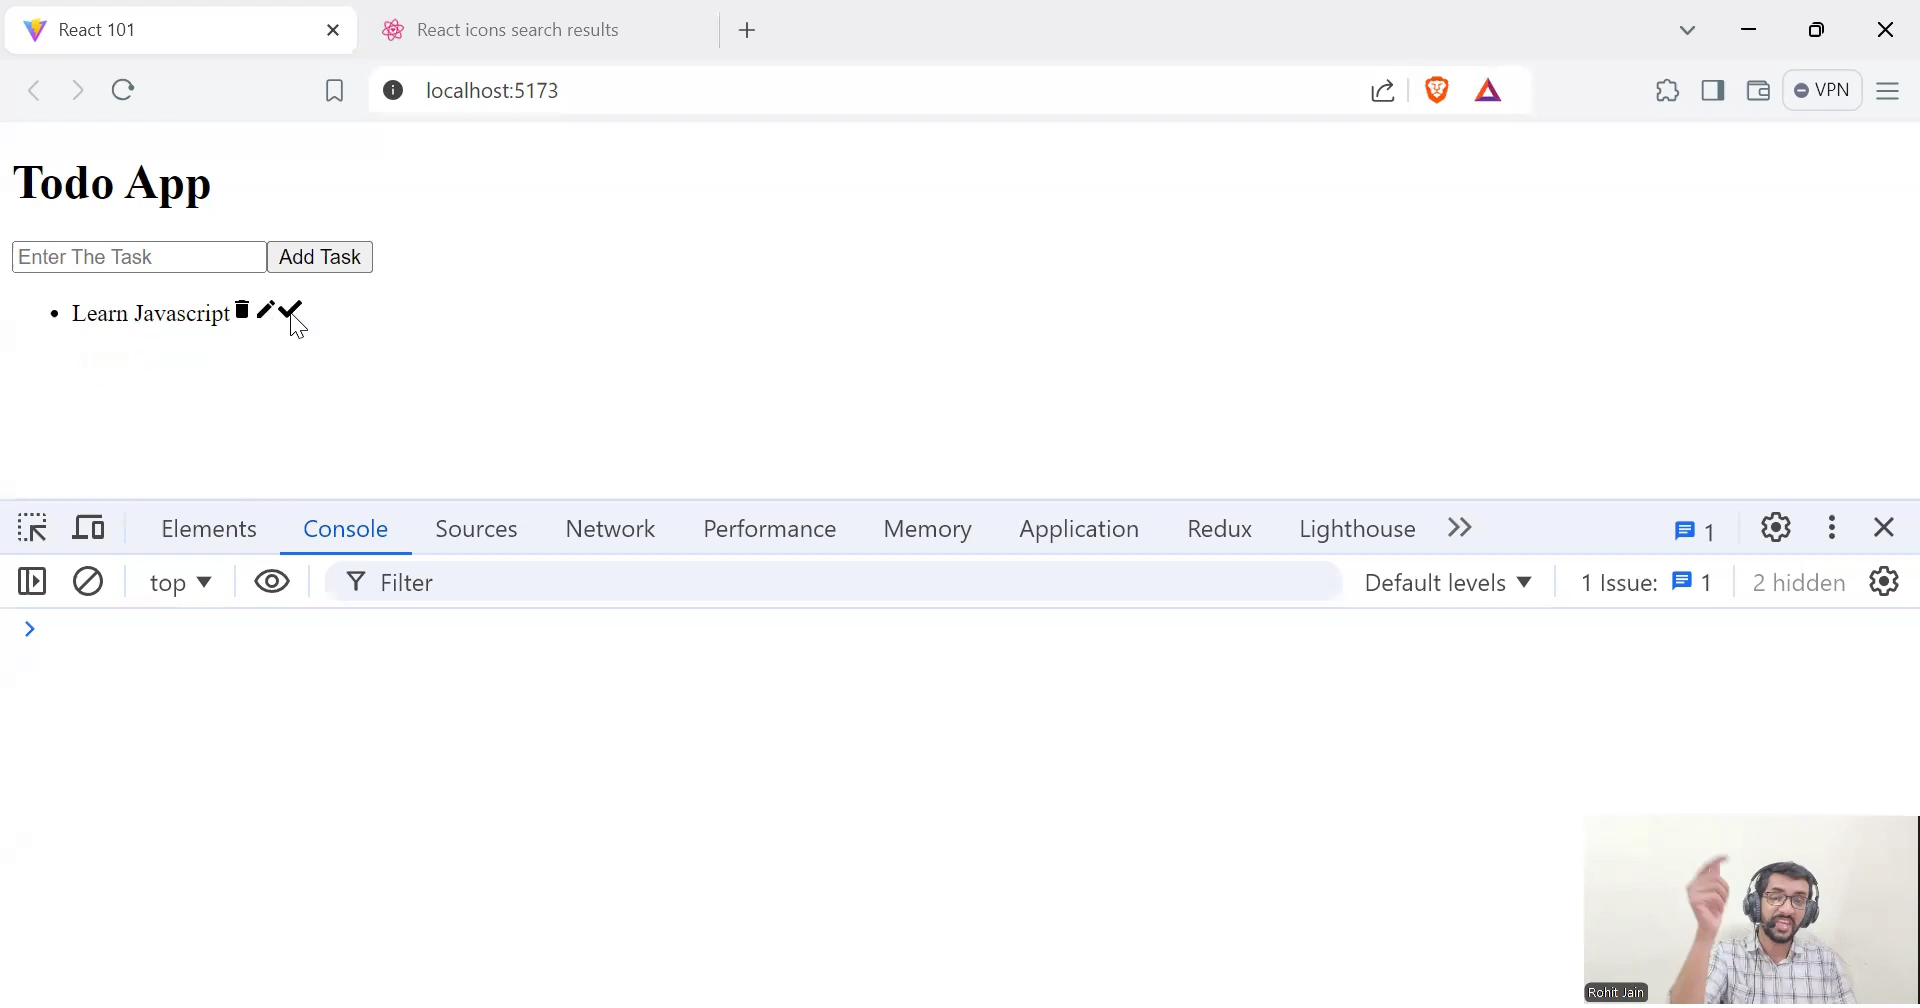 React 101
React icons search results
localhost:5173
VPN
Todo App
Enter The Task
Add Task
Learn Javascript
Elements
Console
Sources
Network
Performance
Memory
Application
Redux
Lighthouse
1
top
Filter
Default levels
1 Issue:
1
2 hidden
Rohit Jain